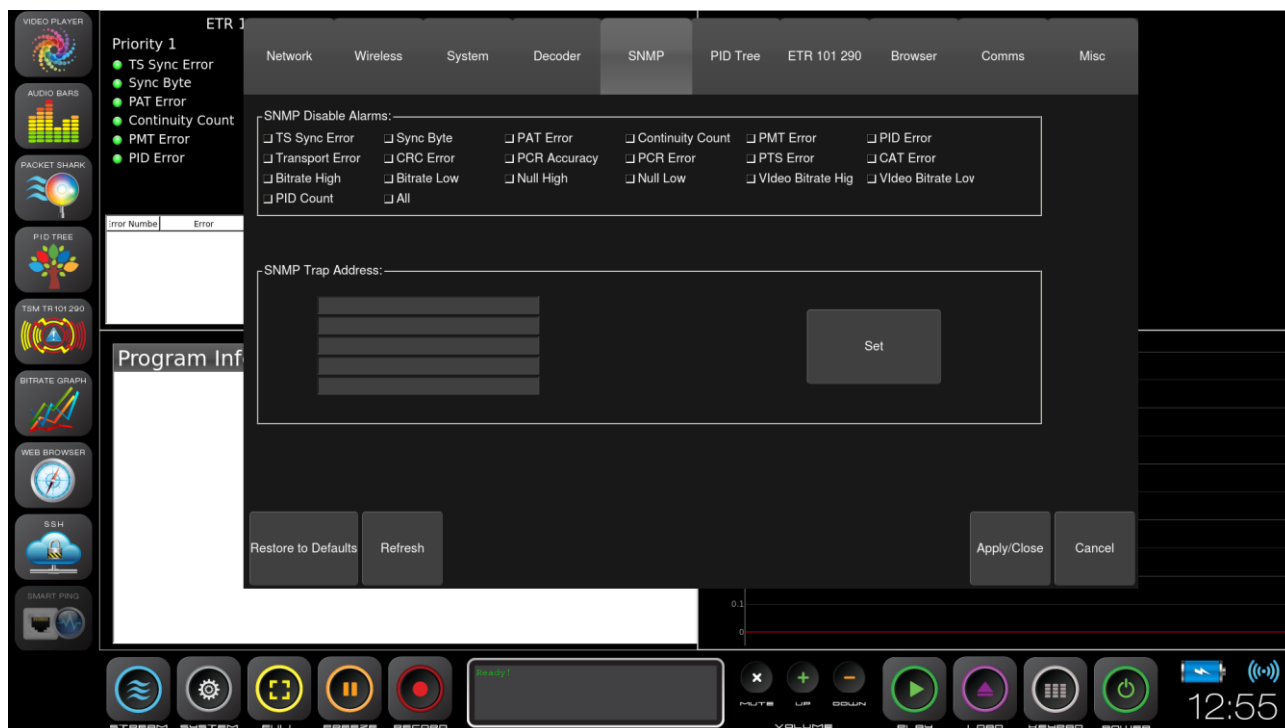 VIDEO PLAYER
AUDIO BARS
PACKET SHARK
PID TREE
TSM TR 101 290
BITRATE GRAPH
WEB BROWSER
SSH
SMART PING
ETR 1
Priority 1
TS Sync Error
Sync Byte
PAT Error
Continuity Count
PMT Error
PID Error
Error
Program Inf
Network Wireless System Decoder SNMP PID Tree ETR 101 290 Browser Comms Misc
SNMP Disable Alarms:
TS Sync Error Sync Byte PAT Error Continuity Count PMT Error PID Error
Transport Error CRC Error PCR Accuracy PCR Error PTS Error CAT Error
Bitrate High Bitrate Low Null High Null Low VIdeo Bitrate Hig VIdeo Bitrate Lov
PID Count All
SNMP Trap Address:
Set
Restore to Defaults Refresh Apply/Close Cancel
0.1
0
Ready!
MUTE UP DOWN
VOLUME
12:55